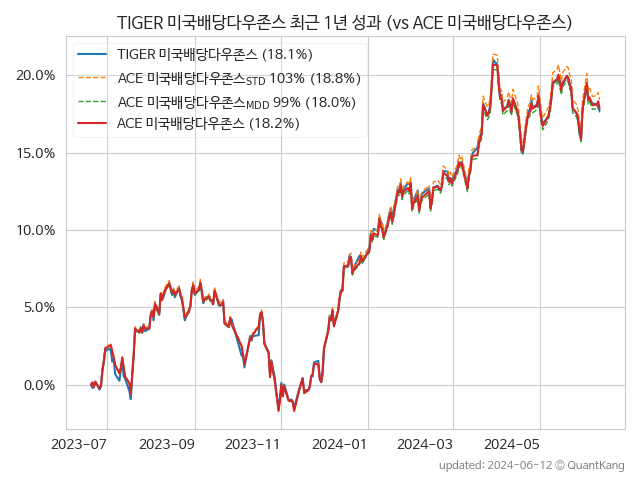 TIGER 미국배당다우존스 최근 1년 성과 (vs ACE 미국배당다우존스)
TIGER 미국배당다우존스 (18.1%)
ACE 미국배당다우존스STD 103% (18.8%)
ACE 미국배당다우존스MDD 99% (18.0%)
ACE 미국배당다우존스 (18.2%)
20.0%
15.0%
10.0%
5.0%
0.0%
2023-07 2023-09 2023-11 2024-01 2024-03 2024-05
updated: 2024-06-12 © QuantKang